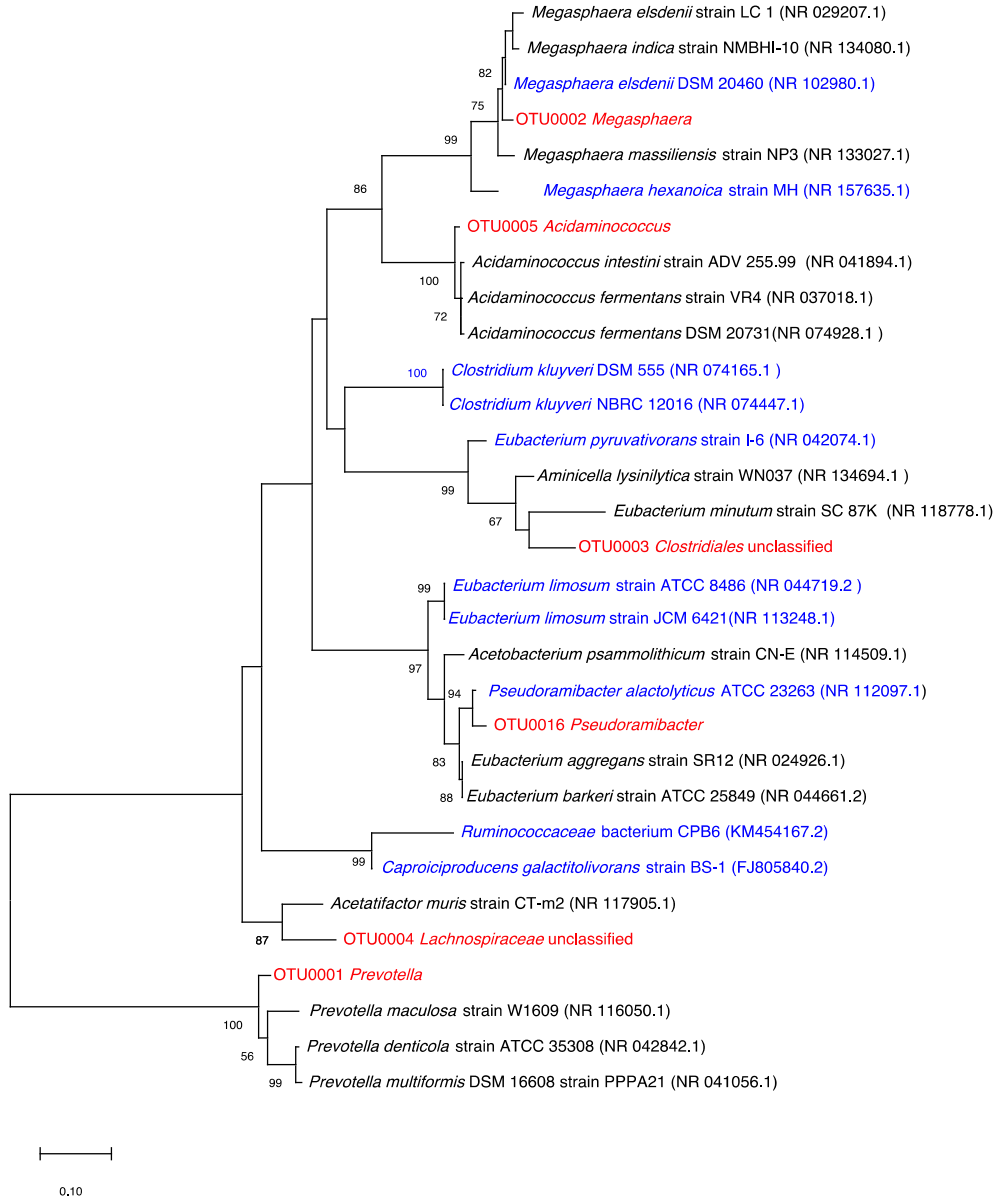 Megasphaera elsdenii strain LC 1 (NR 029207.1)
Megasphaera indica strain NMBHI-10 (NR 134080.1)
82
Megasphaera elsdenii DSM 20460 (NR 102980.1)
75
OTU0002 Megasphaera
99
Megasphaera massiliensis strain NP3 (NR 133027.1)
86
Megasphaera hexanoica strain MH (NR 157635.1)
OTU0005 Acidaminococcus
Acidaminococcus intestini strain ADV 255.99 (NR 041894.1)
100
Acidaminococcus fermentans strain VR4 (NR 037018.1)
72
Acidaminococcus fermentans DSM 20731(NR 074928.1 )
100
Clostridium kluyveri DSM 555 (NR 074165.1 )
Clostridium kluyveri NBRC 12016 (NR 074447.1)
Eubacterium pyruvativorans strain I-6 (NR 042074.1)
Aminicella lysinilytica strain WN037 (NR 134694.1 )
99
Eubacterium minutum strain SC 87K (NR 118778.1)
67
OTU0003 Clostridiales unclassified
99
Eubacterium limosum strain ATCC 8486 (NR 044719.2 )
Eubacterium limosum strain JCM 6421(NR 113248.1)
Acetobacterium psammolithicum strain CN-E (NR 114509.1)
97
94
Pseudoramibacter alactolyticus ATCC 23263 (NR 112097.1)
OTU0016 Pseudoramibacter
83
Eubacterium aggregans strain SR12 (NR 024926.1)
88
Eubacterium barkeri strain ATCC 25849 (NR 044661.2)
Ruminococcaceae bacterium CPB6 (KM454167.2)
99
Caproiciproducens galactitolivorans strain BS-1 (FJ805840.2)
Acetatifactor muris strain CT-m2 (NR 117905.1)
87
OTU0004 Lachnospiraceae unclassified
OTU0001 Prevotella
Prevotella maculosa strain W1609 (NR 116050.1)
100
Prevotella denticola strain ATCC 35308 (NR 042842.1)
56
99
Prevotella multiformis DSM 16608 strain PPPA21 (NR 041056.1)
0.10